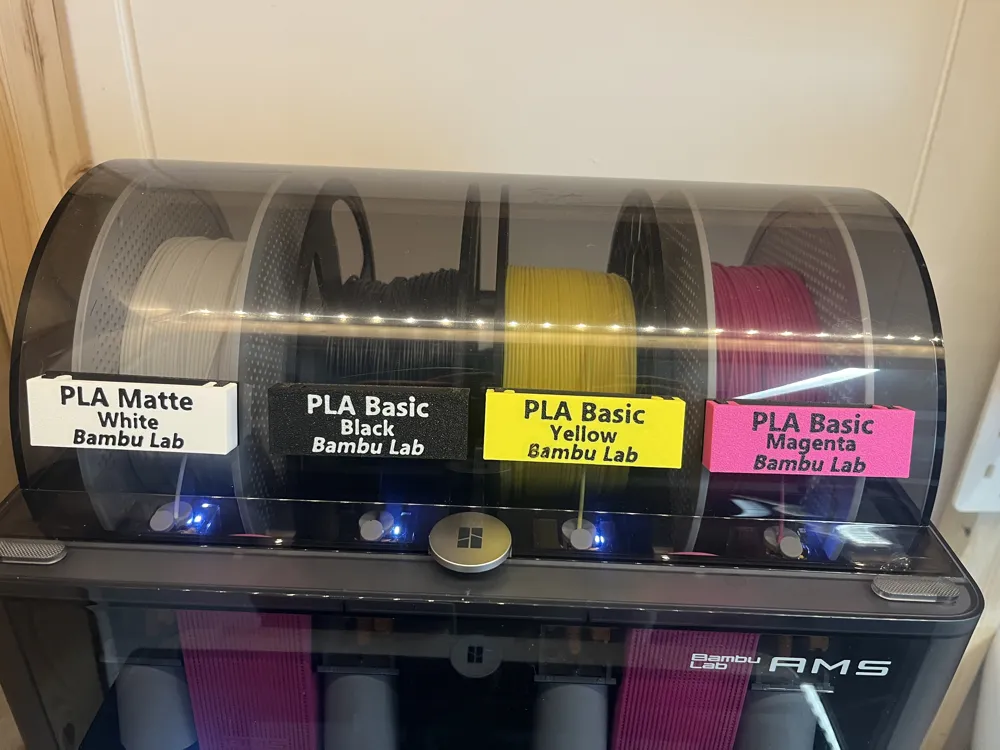 PLA Matte
White
Bambu Lab
PLA Basic
Black
Bambu Lab
PLA Basic
Yellow
Bambu Lab
PLA Basic
Magenta
Bambu Lab
Bambu
Lab AMS